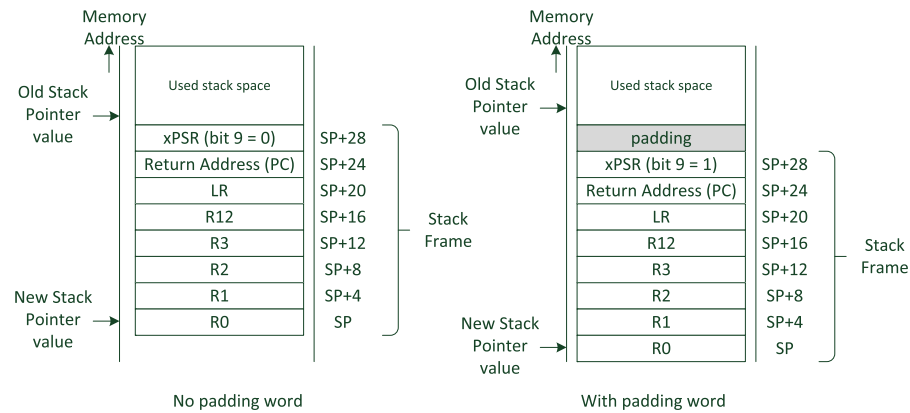 Memory
Address
Used stack space
Old Stack
Pointer
value
xPSR (bit 9 = 0)
SP+28
Return Address (PC)
SP+24
LR
SP+20
R12
SP+16
R3
SP+12
R2
SP+8
R1
SP+4
R0
SP
Stack
Frame
New Stack
Pointer
value
No padding word
Memory
Address
Used stack space
Old Stack
Pointer
value
padding
xPSR (bit 9 = 1)
SP+28
Return Address (PC)
SP+24
LR
SP+20
R12
SP+16
R3
SP+12
R2
SP+8
R1
SP+4
R0
SP
Stack
Frame
New Stack
Pointer
value
With padding word